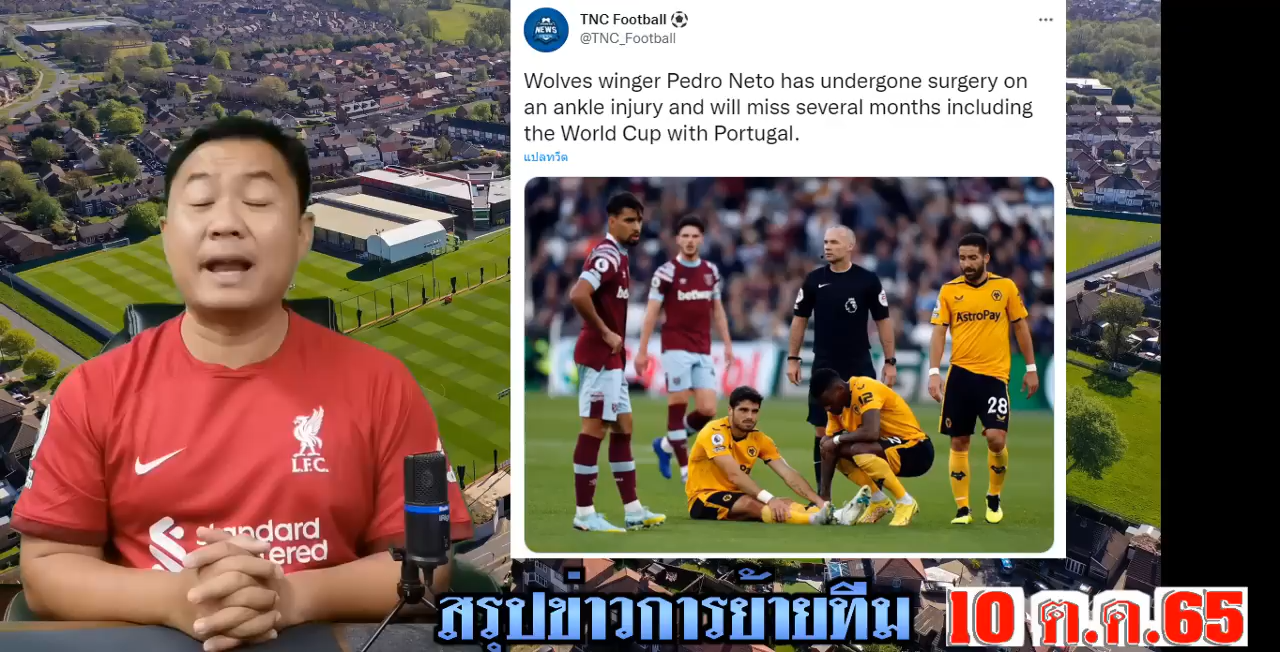 TNC Football
@TNC_Football
Wolves winger Pedro Neto has undergone surgery on
an ankle injury and will miss several months including
the World Cup with Portugal.
แปลทวีต
NEWS
betway
AstroPay
28
12
L.F.C.
standard
สรุปข่าวการย้ายทีม 10 ต.ค.65